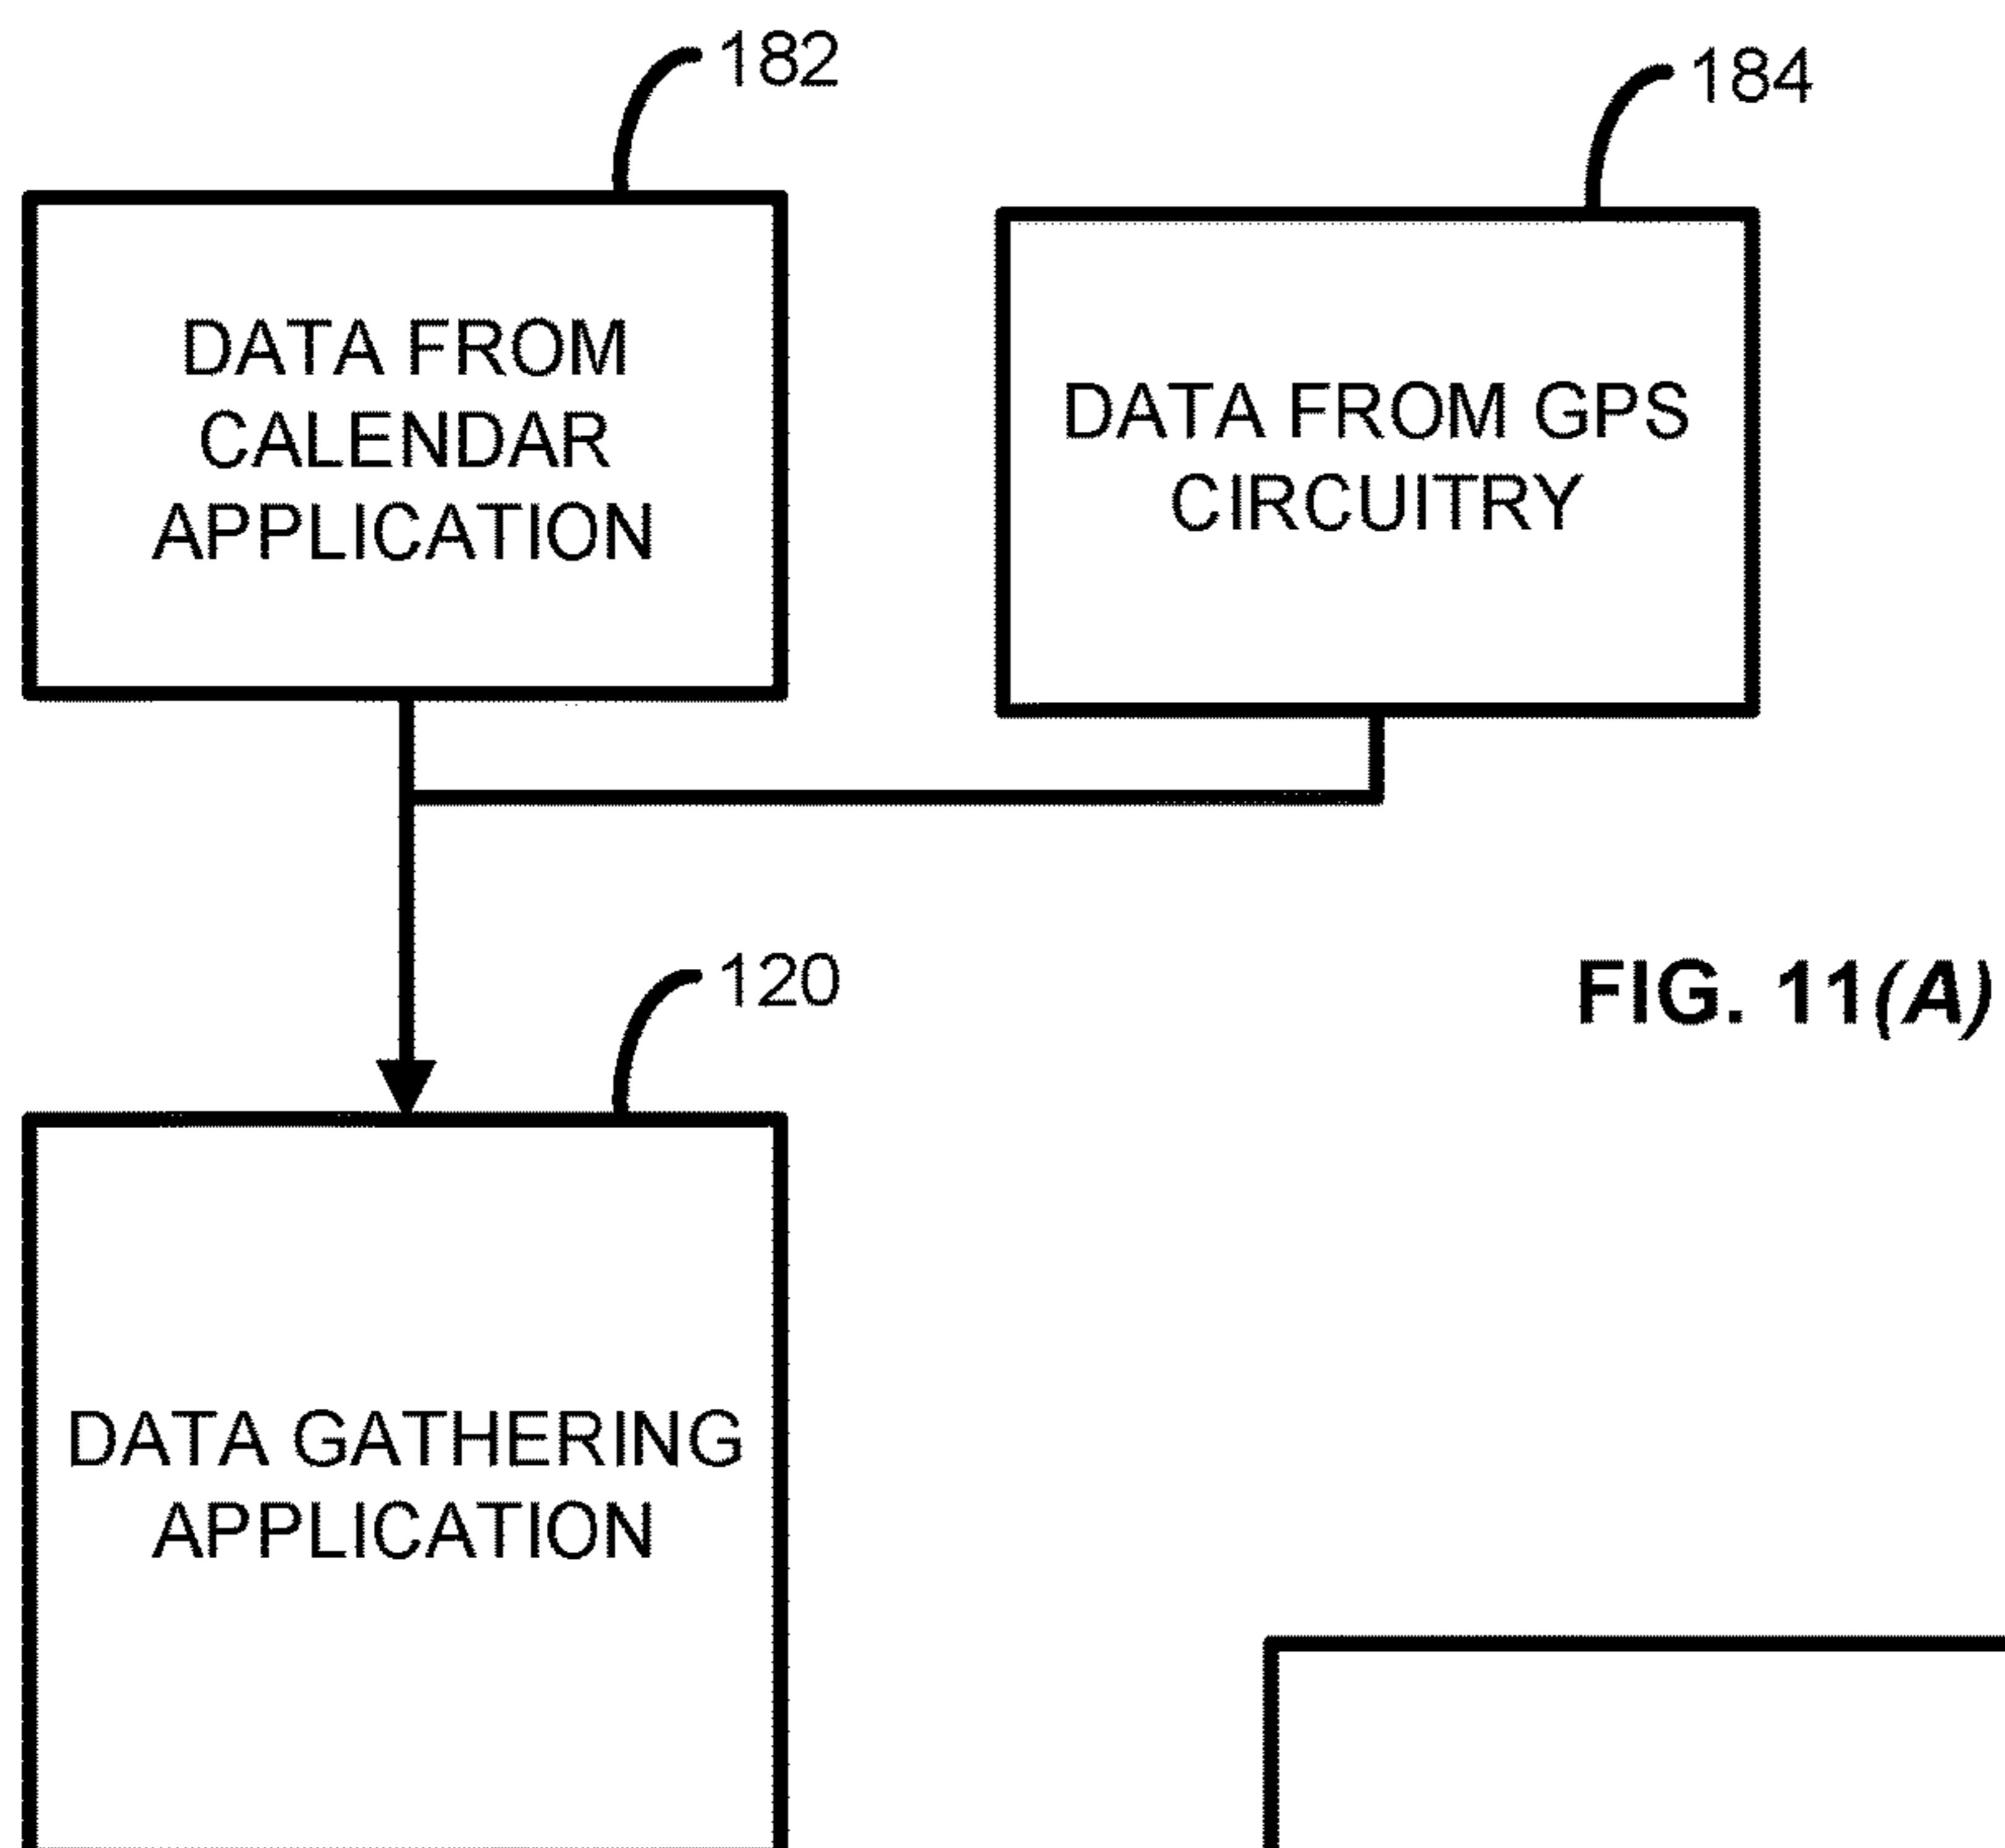 182
184
DATA FROM
CALENDAR
APPLICATION
DATA FROM GPS
CIRCUITRY
120
FIG. 11(A)
DATA GATHERING
APPLICATION